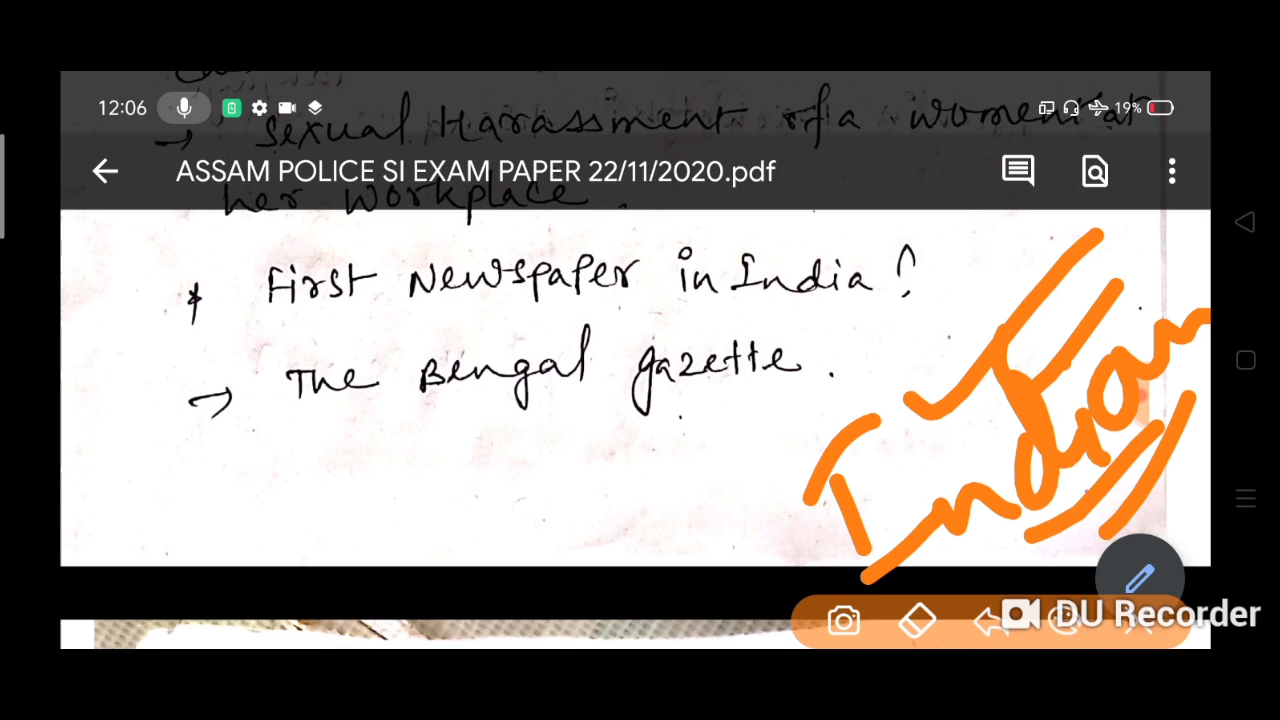 12:06 19%
→ sexual Harassment of a women at
ASSAM POLICE SI EXAM PAPER 22/11/2020.pdf
her workplace.
* First Newspaper in India?
→ The Bengal gazette.
Indian
DU Recorder